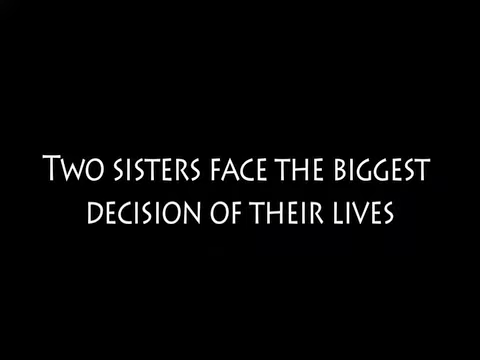 Two sisters face the biggest
decision of their lives